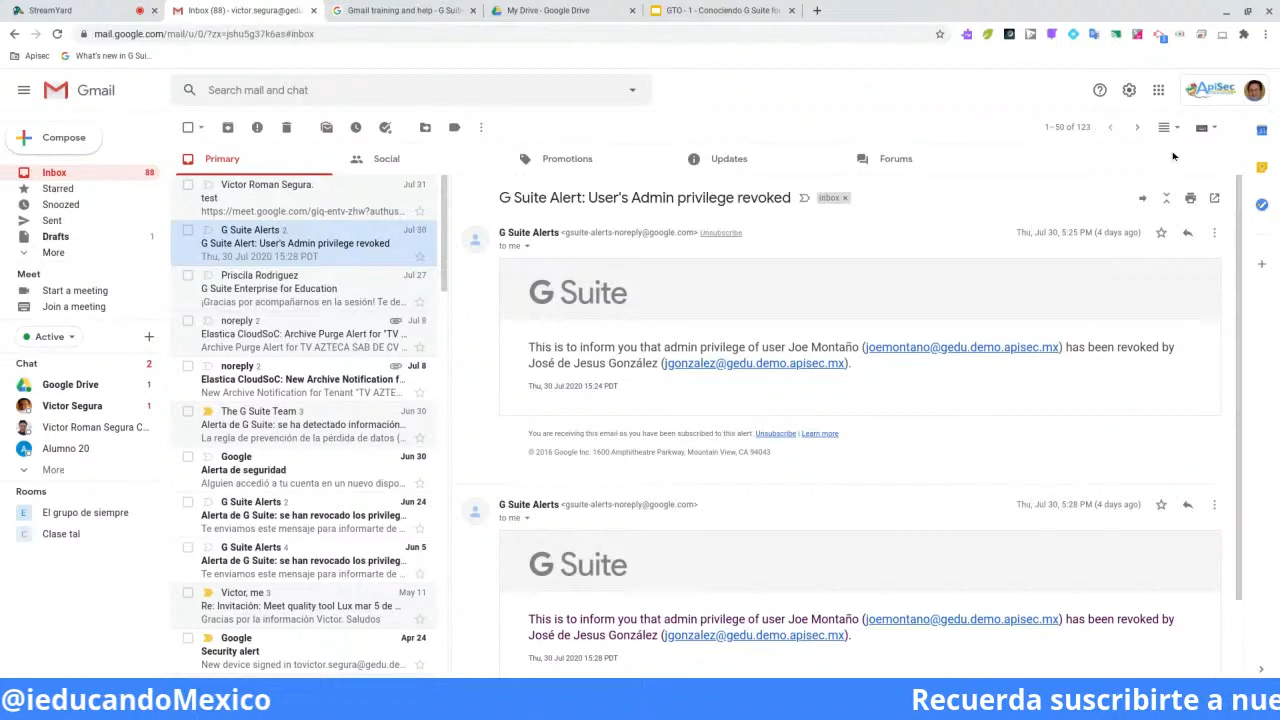 StreamYard
Inbox (88) - victor.segura@gedu
Gmail training and help - G Suit
My Drive - Google Drive
GTO - 1 - Conociendo G Suite for
mail.google.com/mail/u/0/?zx=jshu5g37k6as#inbox
Apisec
What's new in G Sui...
Gmail
Search mail and chat
ApiSec
Compose
1–50 of 123
Inbox 88
Starred
Snoozed
Sent
Drafts 1
More
Meet
Start a meeting
Join a meeting
Active
Chat 2
Google Drive 1
Victor Segura 1
Victor Roman Segura C...
Alumno 20
More
Rooms
E El grupo de siempre
C Clase tal
Primary
Social
Promotions
Updates
Forums
Victor Roman Segura. Jul 31
test
https://meet.google.com/giq-entv-zhw?authus...
G Suite Alerts 2 Jul 30
G Suite Alert: User's Admin privilege revoked
Thu, 30 Jul 2020 15:28 PDT
Priscila Rodriguez Jul 27
G Suite Enterprise for Education
¡Gracias por acompañarnos en la sesión! Te de...
noreply 2 Jul 8
Elastica CloudSoC: Archive Purge Alert for "TV ...
Archive Purge Alert for TV AZTECA SAB DE CV ...
noreply 2 Jul 8
Elastica CloudSoC: New Archive Notification f...
New Archive Notification for Tenant "TV AZTE...
The G Suite Team 3 Jun 30
Alerta de G Suite: se ha detectado información...
La regla de prevención de la pérdida de datos (...
Google Jun 30
Alerta de seguridad
Alguien accedió a tu cuenta en un nuevo dispo...
G Suite Alerts 2 Jun 24
Alerta de G Suite: se han revocado los privileg...
Te enviamos este mensaje para informarte de ...
G Suite Alerts 4 Jun 5
Alerta de G Suite: se han revocado los privileg...
Te enviamos este mensaje para informarte de ...
Victor, me 3 May 11
Re: Invitación: Meet quality tool Lux mar 5 de ...
Gracias por la información Victor. Saludos
Google Apr 24
Security alert
New device signed in tovictor.segura@gedu.de...
G Suite Alert: User's Admin privilege revoked Inbox x
G Suite Alerts <gsuite-alerts-noreply@google.com> Unsubscribe Thu, Jul 30, 5:25 PM (4 days ago)
to me
G Suite
This is to inform you that admin privilege of user Joe Montaño (joemontano@gedu.demo.apisec.mx) has been revoked by
José de Jesus González (jgonzalez@gedu.demo.apisec.mx).
Thu, 30 Jul 2020 15:24 PDT
You are receiving this email as you have been subscribed to this alert. Unsubscribe | Learn more
© 2016 Google Inc. 1600 Amphitheatre Parkway, Mountain View, CA 94043
G Suite Alerts <gsuite-alerts-noreply@google.com> Thu, Jul 30, 5:28 PM (4 days ago)
to me
G Suite
This is to inform you that admin privilege of user Joe Montaño (joemontano@gedu.demo.apisec.mx) has been revoked by
José de Jesus González (jgonzalez@gedu.demo.apisec.mx).
Thu, 30 Jul 2020 15:28 PDT
@ieducandoMexico
Recuerda suscribirte a nue